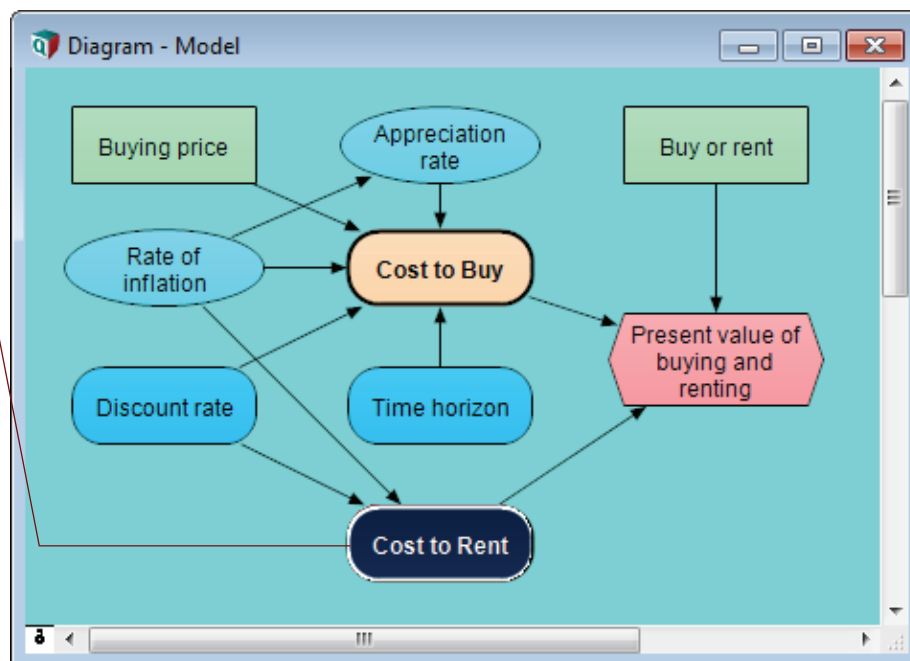 Diagram - Model
Buying price
Appreciation
rate
Buy or rent
Rate of
inflation
Cost to Buy
Present value of
buying and
renting
Discount rate
Time horizon
Cost to Rent